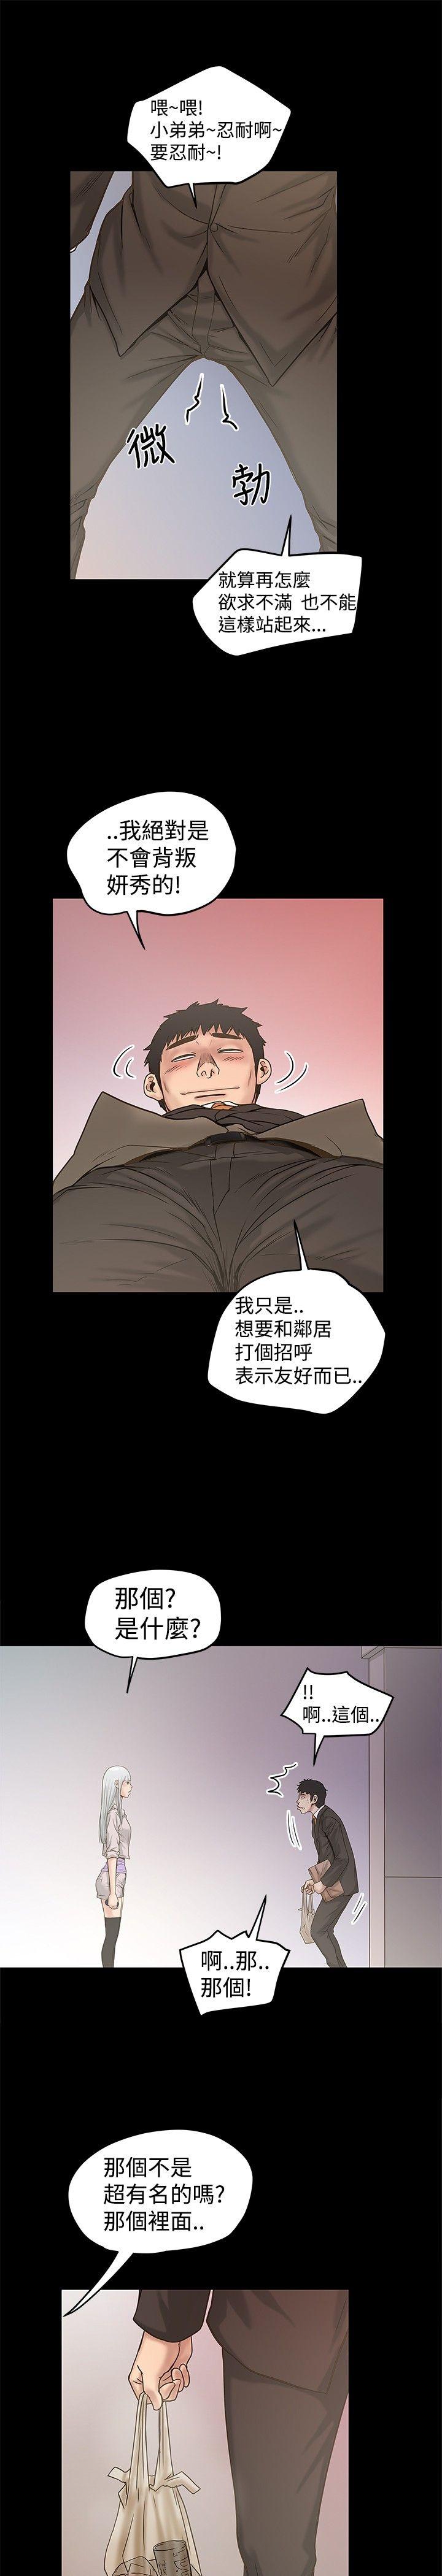 喂~喂!
小弟弟~忍耐啊~
要忍耐~!
微
勃
就算再怎麼
欲求不滿 也不能
這樣站起來...
..我絕對是
不會背叛
妍秀的!
我只是..
想要和鄰居
打個招呼
表示友好而已..
那個?
是什麼?
!!
啊..這個..
啊..那..
那個!
那個不是
超有名的嗎?
那個裡面..